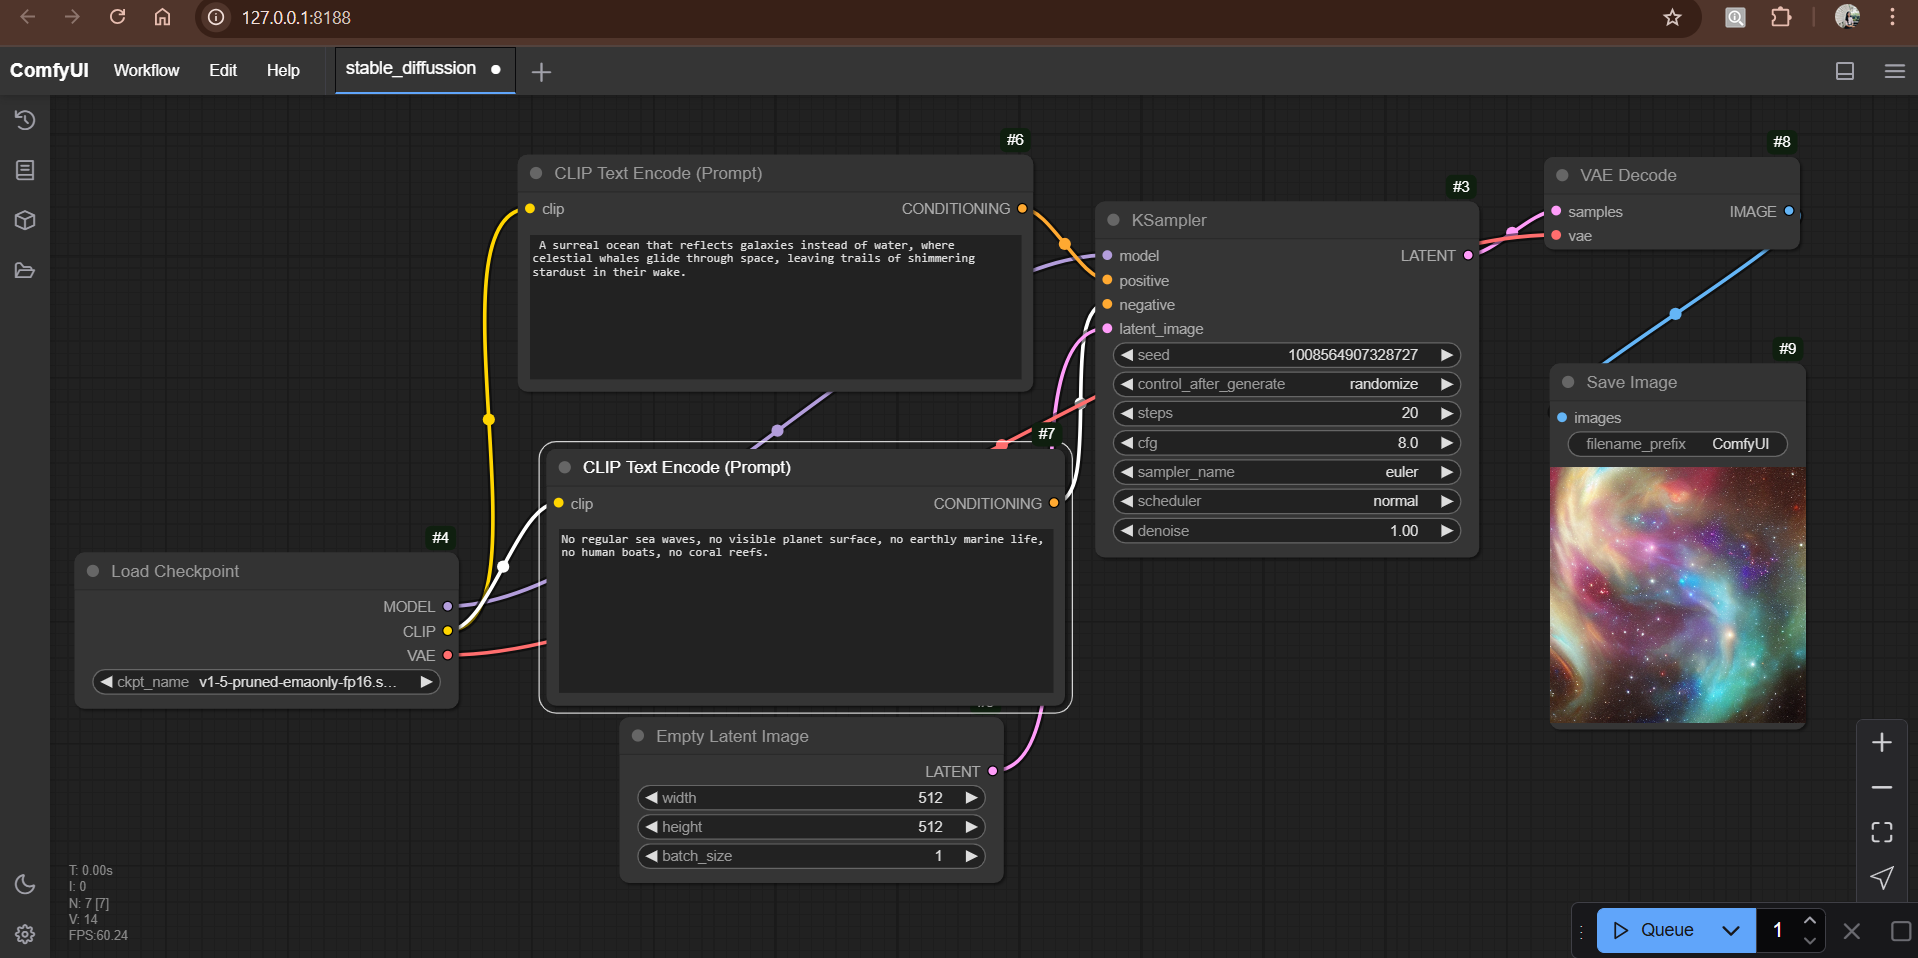 127.0.0.1:8188
ComfyUI
Workflow
Edit
Help
stable_diffussion
#6
CLIP Text Encode (Prompt)
clip
CONDITIONING
A surreal ocean that reflects galaxies instead of water, where
celestial whales glide through space, leaving trails of shimmering
stardust in their wake.
#7
CLIP Text Encode (Prompt)
clip
CONDITIONING
No regular sea waves, no visible planet surface, no earthly marine life,
no human boats, no coral reefs.
#4
Load Checkpoint
MODEL
CLIP
VAE
ckpt_name v1-5-pruned-emaonly-fp16.s...
Empty Latent Image
LATENT
width 512
height 512
batch_size 1
#3
KSampler
model
LATENT
positive
negative
latent_image
seed 1008564907328727
control_after_generate randomize
steps 20
cfg 8.0
sampler_name euler
scheduler normal
denoise 1.00
#8
VAE Decode
samples
IMAGE
vae
#9
Save Image
images
filename_prefix ComfyUI
T: 0.00s
I: 0
N: 7 [7]
V: 14
FPS:60.24
Queue
1